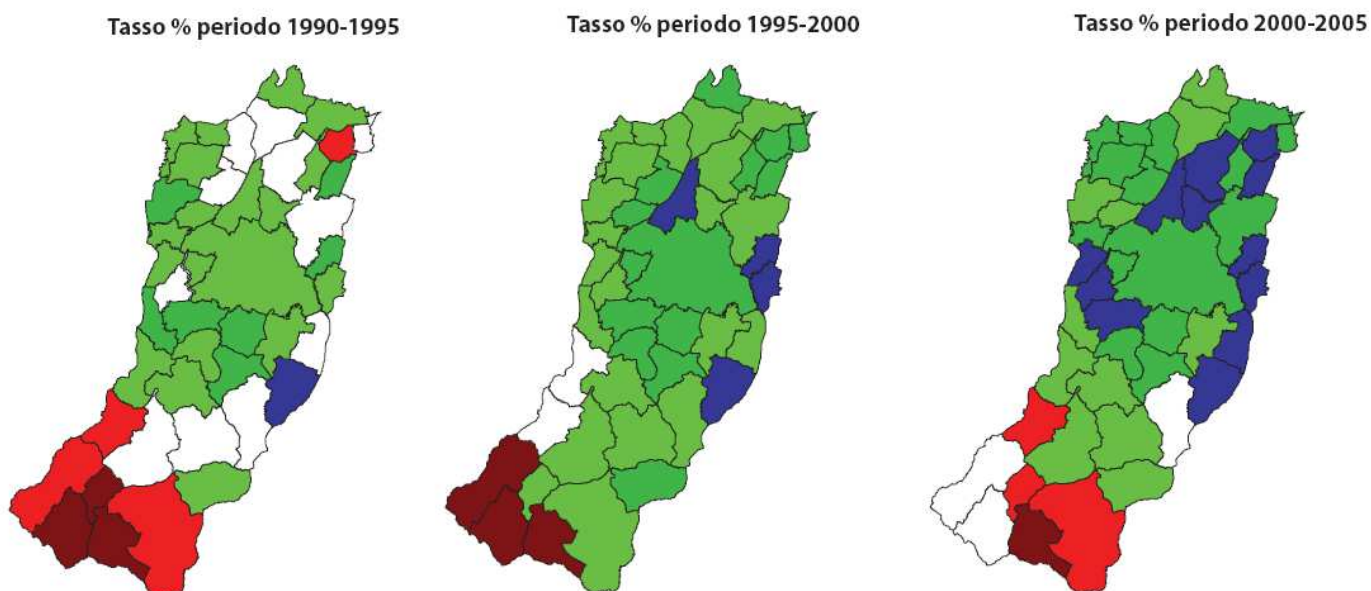 Tasso % periodo 1990-1995
Tasso % periodo 1995-2000
Tasso % periodo 2000-2005